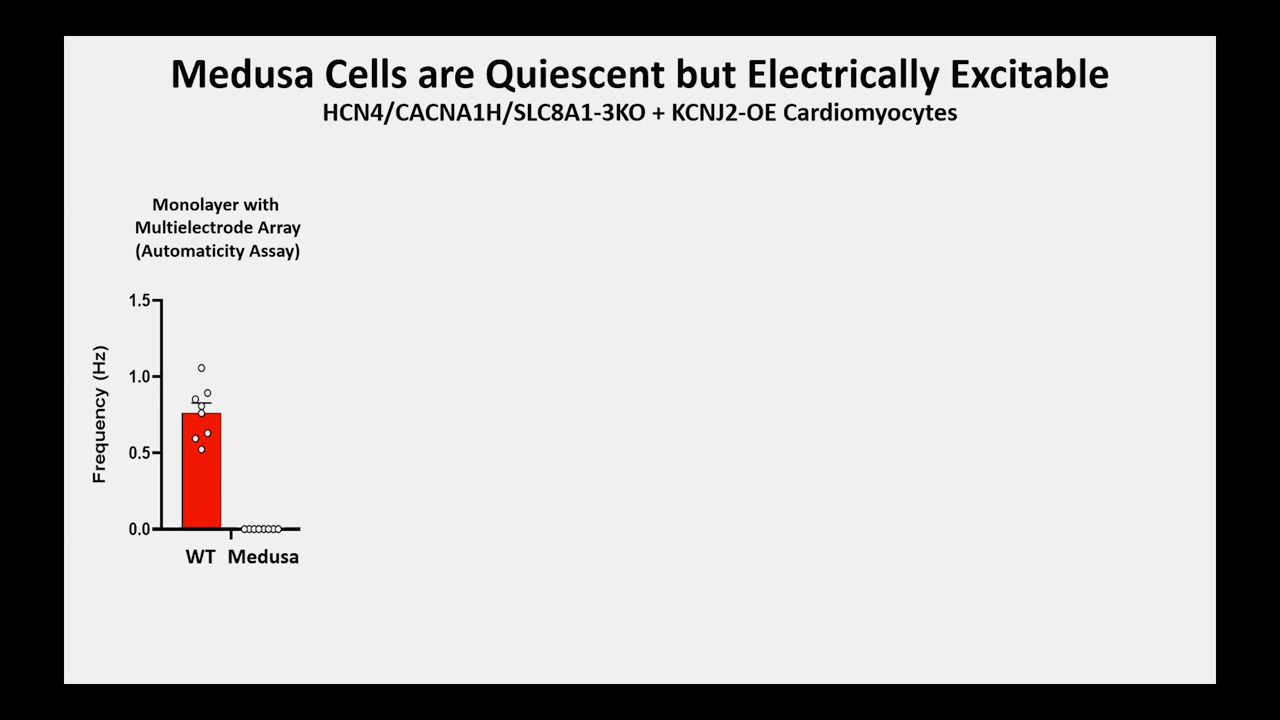 Medusa Cells are Quiescent but Electrically Excitable
HCN4/CACNA1H/SLC8A1-3KO + KCNJ2-OE Cardiomyocytes
Monolayer with
Multielectrode Array
(Automaticity Assay)
Frequency (Hz)
1.5
1.0
0.5
0.0
WT Medusa